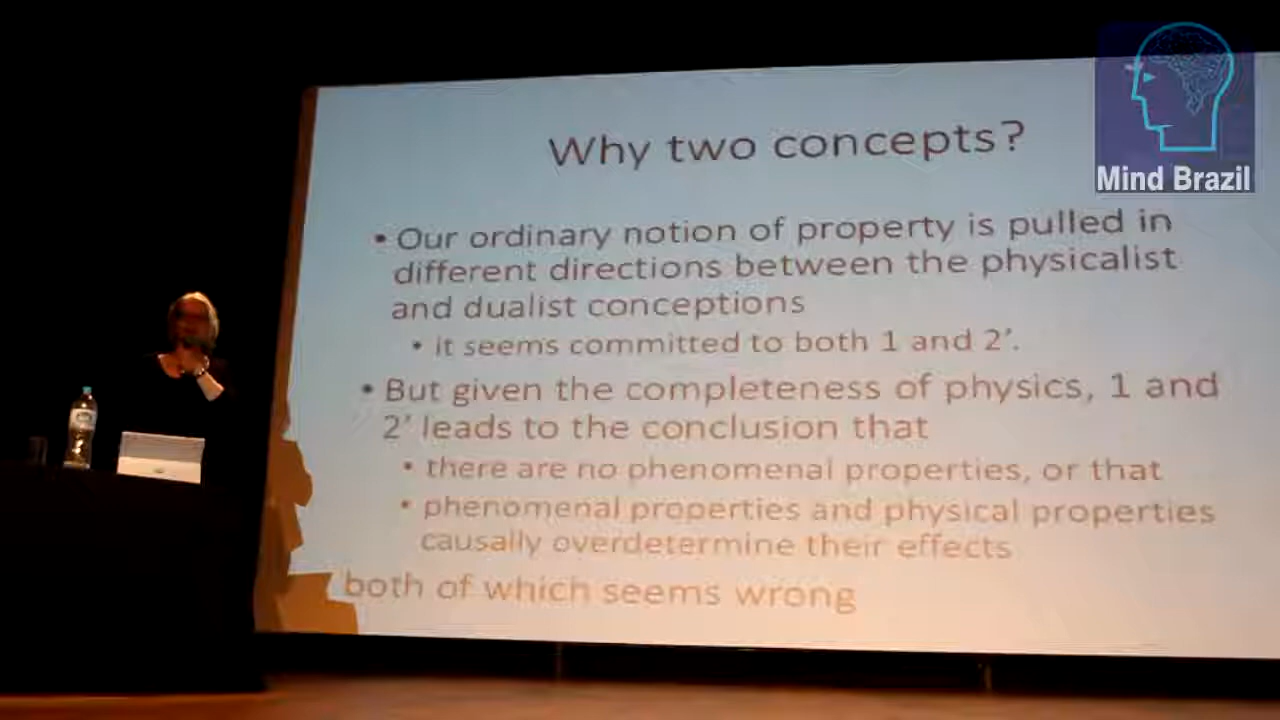 Why two concepts?
• Our ordinary notion of property is pulled in
different directions between the physicalist
and dualist conceptions
• it seems committed to both 1 and 2’.
• But given the completeness of physics, 1 and
2’ leads to the conclusion that
• there are no phenomenal properties, or that
• phenomenal properties and physical properties
causally overdetermine their effects
both of which seems wrong
Mind Brazil